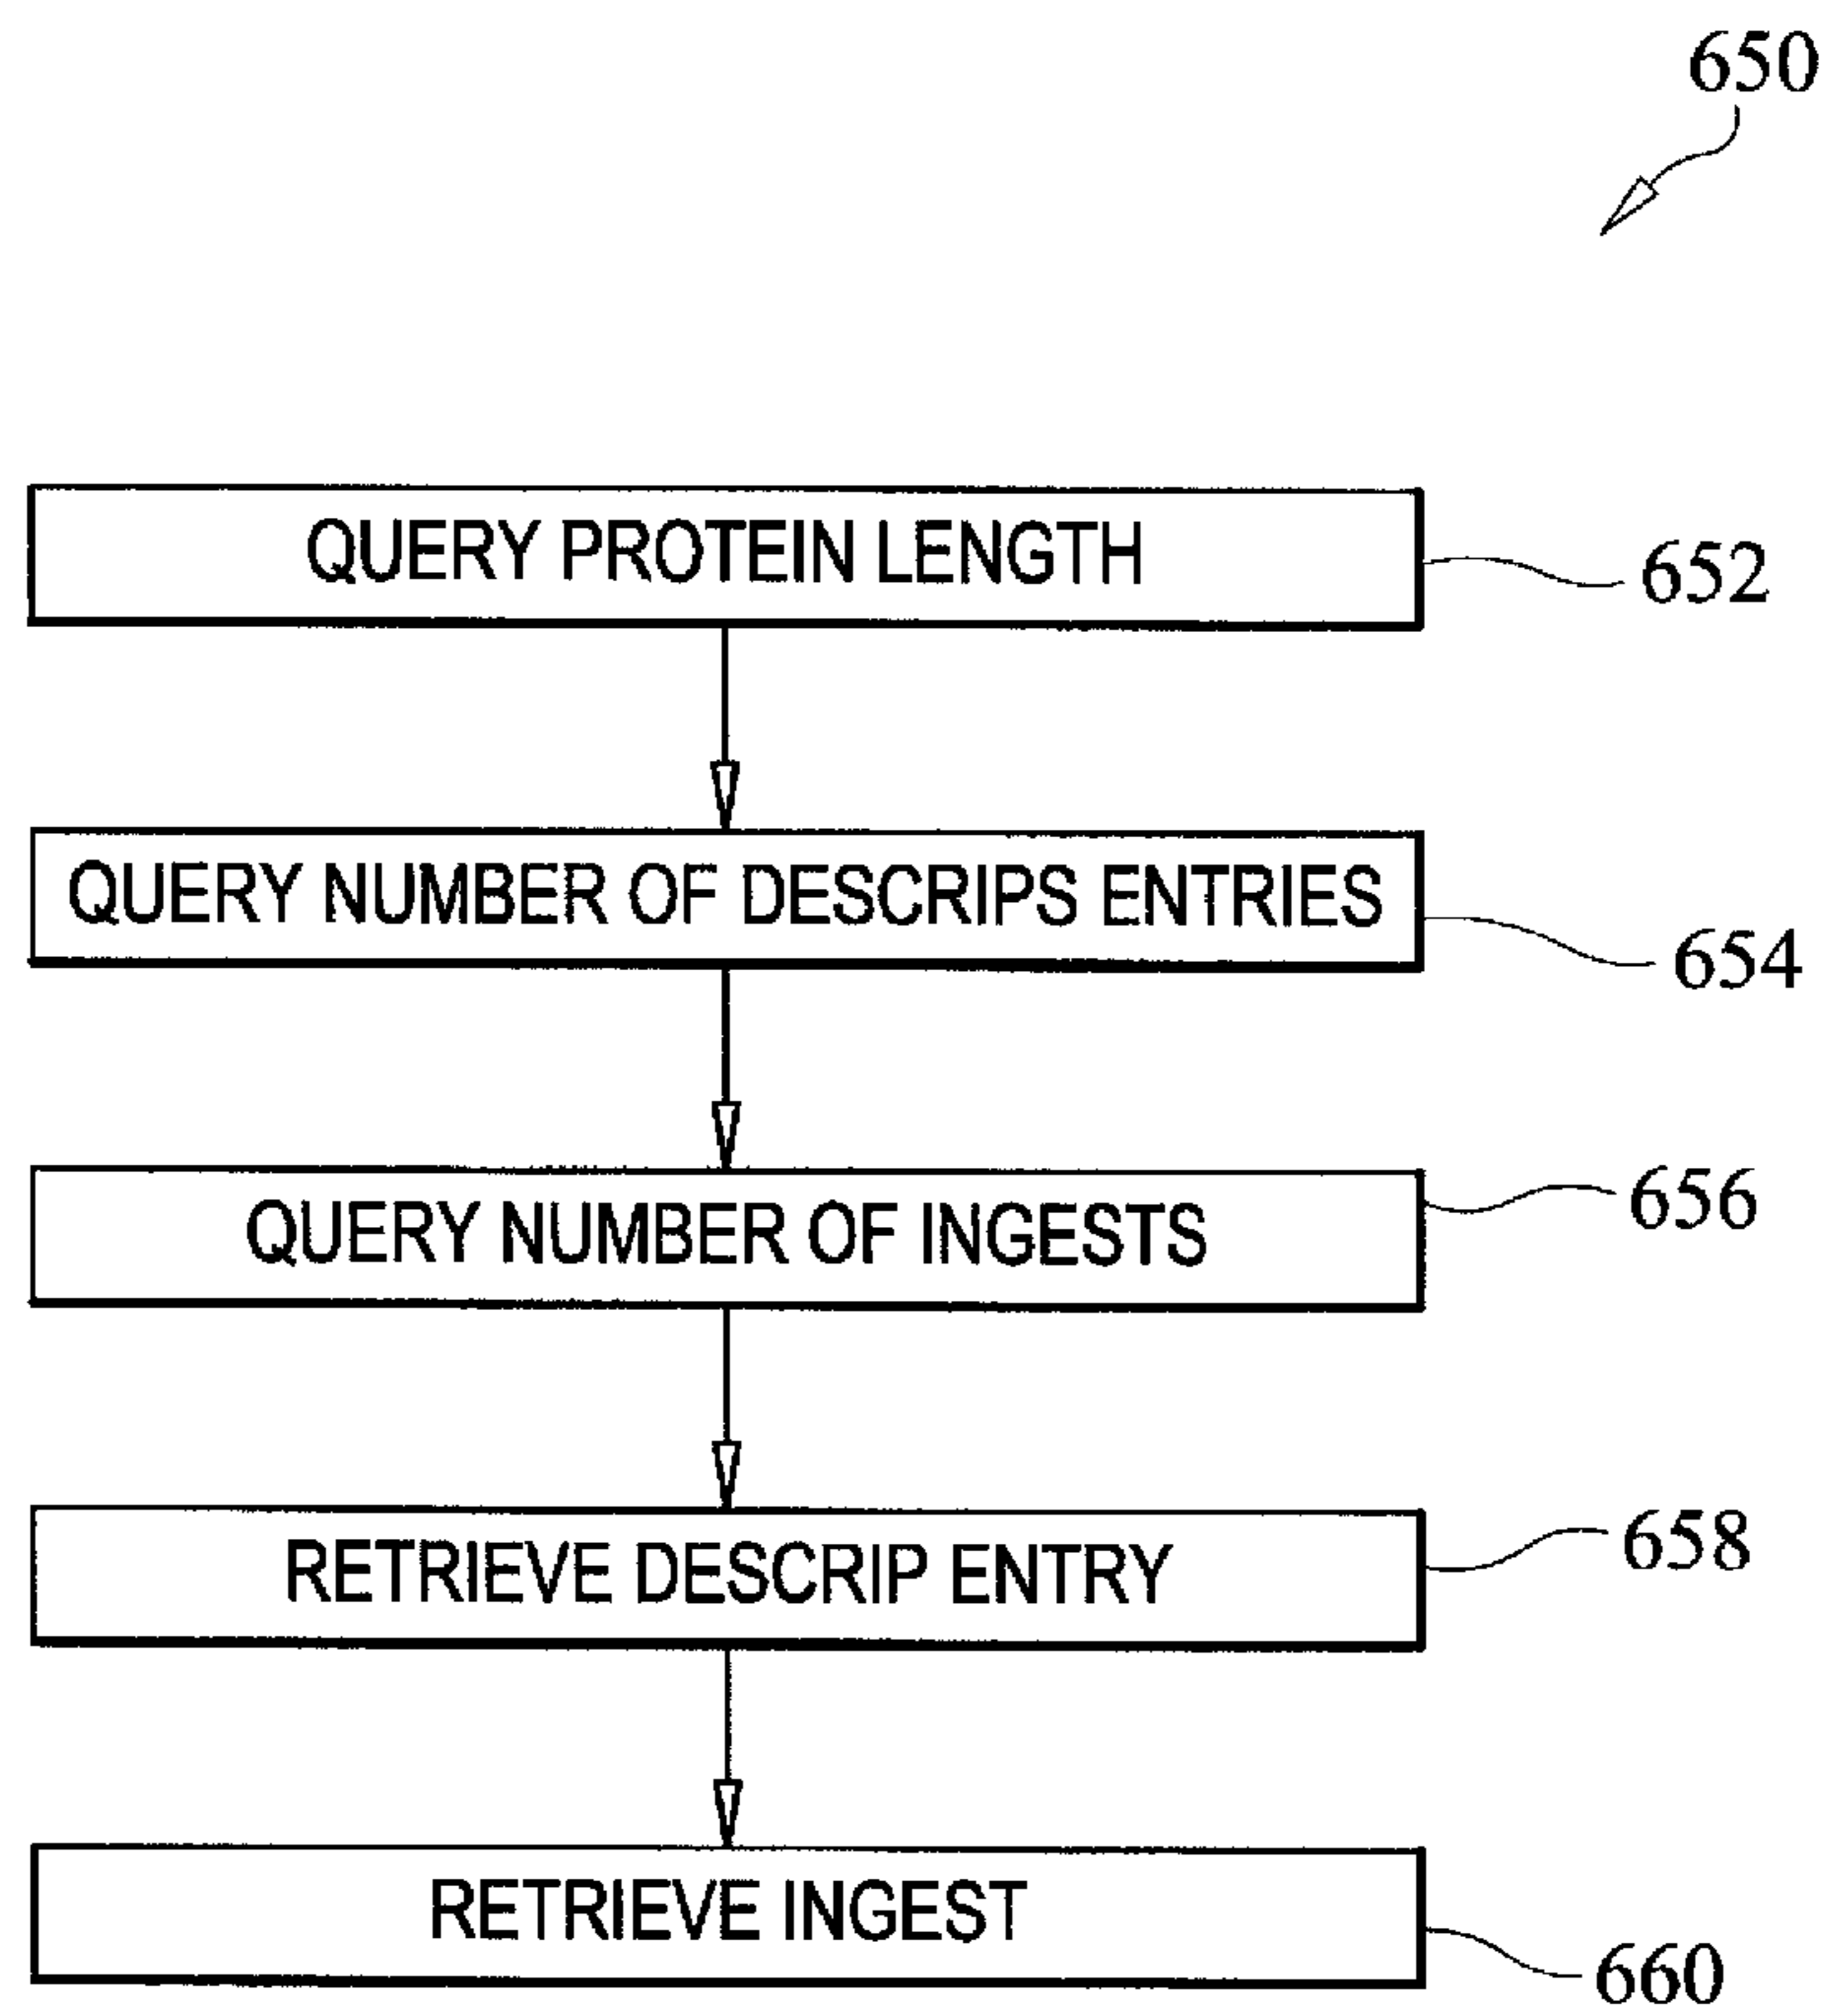 650
QUERY PROTEIN LENGTH
652
QUERY NUMBER OF DESCRIPS ENTRIES
654
QUERY NUMBER OF INGESTS
656
RETRIEVE DESCRIP ENTRY
658
RETRIEVE INGEST
660